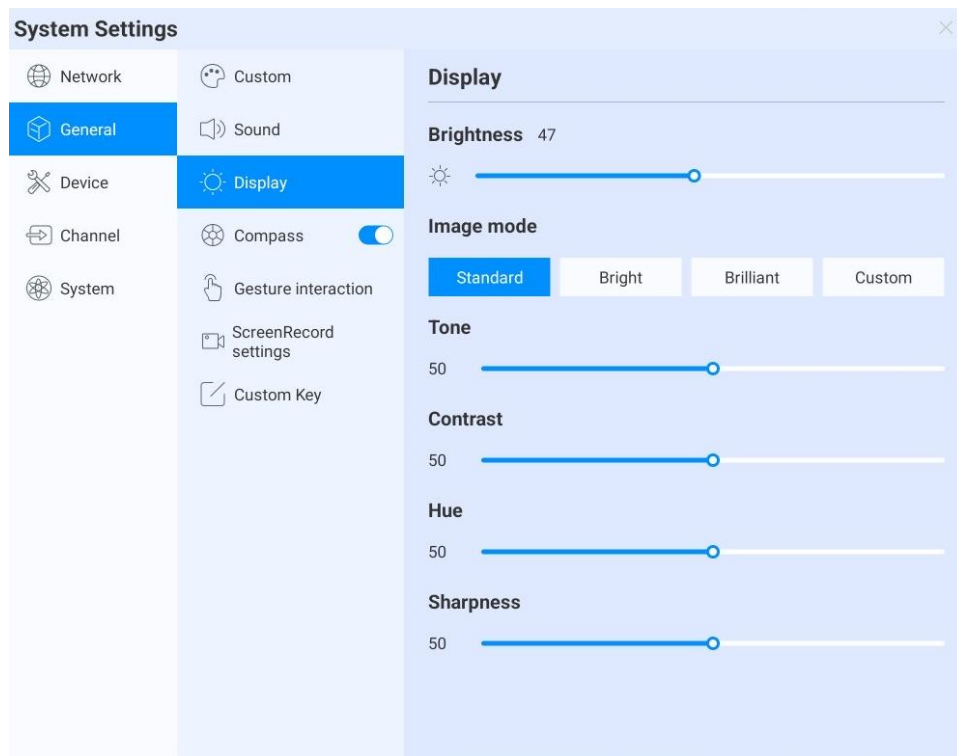 System Settings
Network
General
Device
Channel
System
Custom
Sound
Display
Compass
Gesture interaction
ScreenRecord
settings
Custom Key
Display
Brightness 47
Image mode
Standard Bright Brilliant Custom
Tone
50
Contrast
50
Hue
50
Sharpness
50